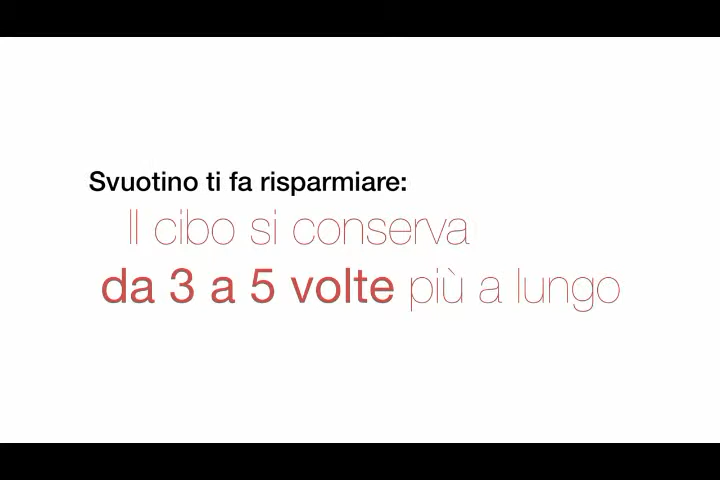 Svuotino ti fa risparmiare:
Il cibo si conserva
da 3 a 5 volte più a lungo